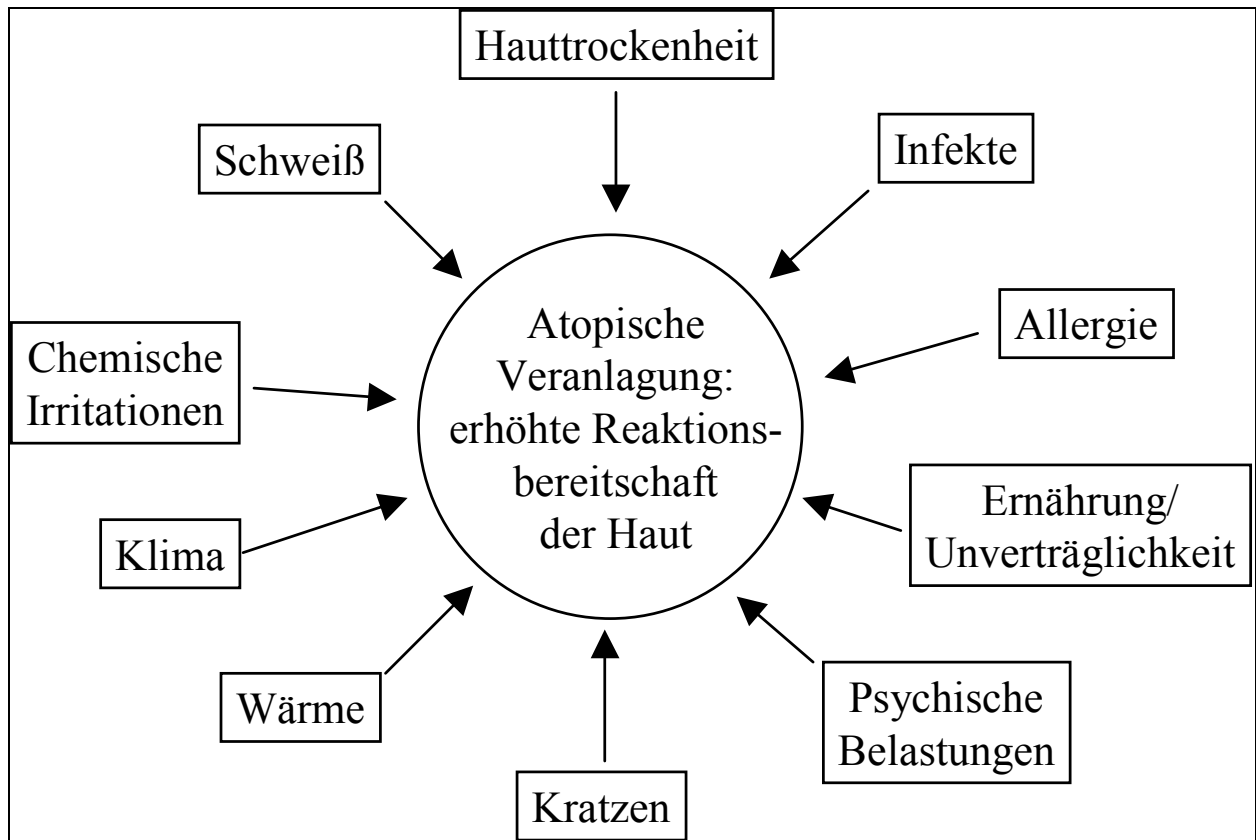 Hauttrockenheit
Schweiß
Infekte
Allergie
Chemische
Irritationen
Atopische
Veranlagung:
erhöhte Reaktions-
bereitschaft
der Haut
Ernährung/
Unverträglichkeit
Klima
Wärme
Psychische
Belastungen
Kratzen